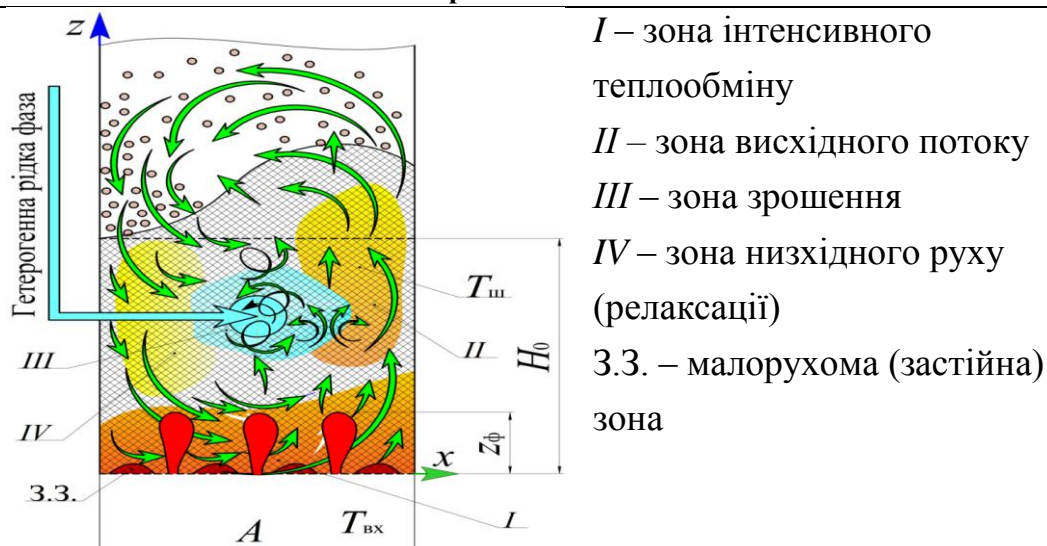 z
Гетерогенна рідка фаза
III
IV
З.З.
A
Tвх
I
x
zф
H0
Tш
II
I – зона інтенсивного
теплообміну
II – зона висхідного потоку
III – зона зрошення
IV – зона низхідного руху
(релаксації)
З.З. – малорухома (застійна)
зона